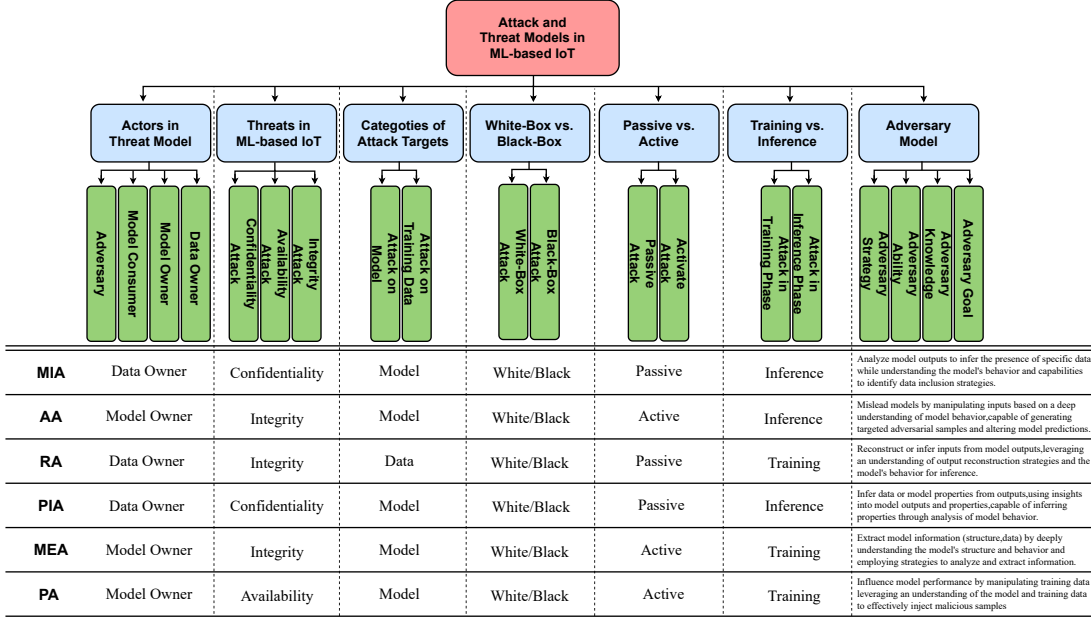 Attack and
Threat Models in
ML-based IoT
Actors in
Threat Model
Threats in
ML-based IoT
Categoties of
Attack Targets
White-Box vs.
Black-Box
Passive vs.
Active
Training vs.
Inference
Adversary
Model
Adversary
Model Consumer
Model Owner
Data Owner
Confidentiality
Attack
Availability
Attack
Integrity
Attack
Attack on
Model
Attack on
Training Data
White-Box
Attack
Black-Box
Attack
Passive
Attack
Activate
Attack
Attack in
Training Phase
Attack in
Inference Phase
Adversary
Strategy
Adversary
Ability
Adversary
Knowledge
Adversary Goal
MIA
Data Owner
Confidentiality
Model
White/Black
Passive
Inference
Analyze model outputs to infer the presence of specific data
while understanding the model's behavior and capabilities
to identify data inclusion strategies.
AA
Model Owner
Integrity
Model
White/Black
Active
Inference
Mislead models by manipulating inputs based on a deep
understanding of model behavior,capable of generating
targeted adversarial samples and altering model predictions.
RA
Data Owner
Integrity
Data
White/Black
Passive
Training
Reconstruct or infer inputs from model outputs,leveraging
an understanding of output reconstruction strategies and the
model's behavior for inference.
PIA
Data Owner
Confidentiality
Model
White/Black
Passive
Inference
Infer data or model properties from outputs,using insights
into model outputs and properties,capable of inferring
properties through analysis of model behavior.
MEA
Model Owner
Integrity
Model
White/Black
Active
Training
Extract model information (structure,data) by deeply
understanding the model's structure and behavior and
employing strategies to analyze and extract information.
PA
Model Owner
Availability
Model
White/Black
Active
Training
Influence model performance by manipulating training data
leveraging an understanding of the model and training data
to effectively inject malicious samples